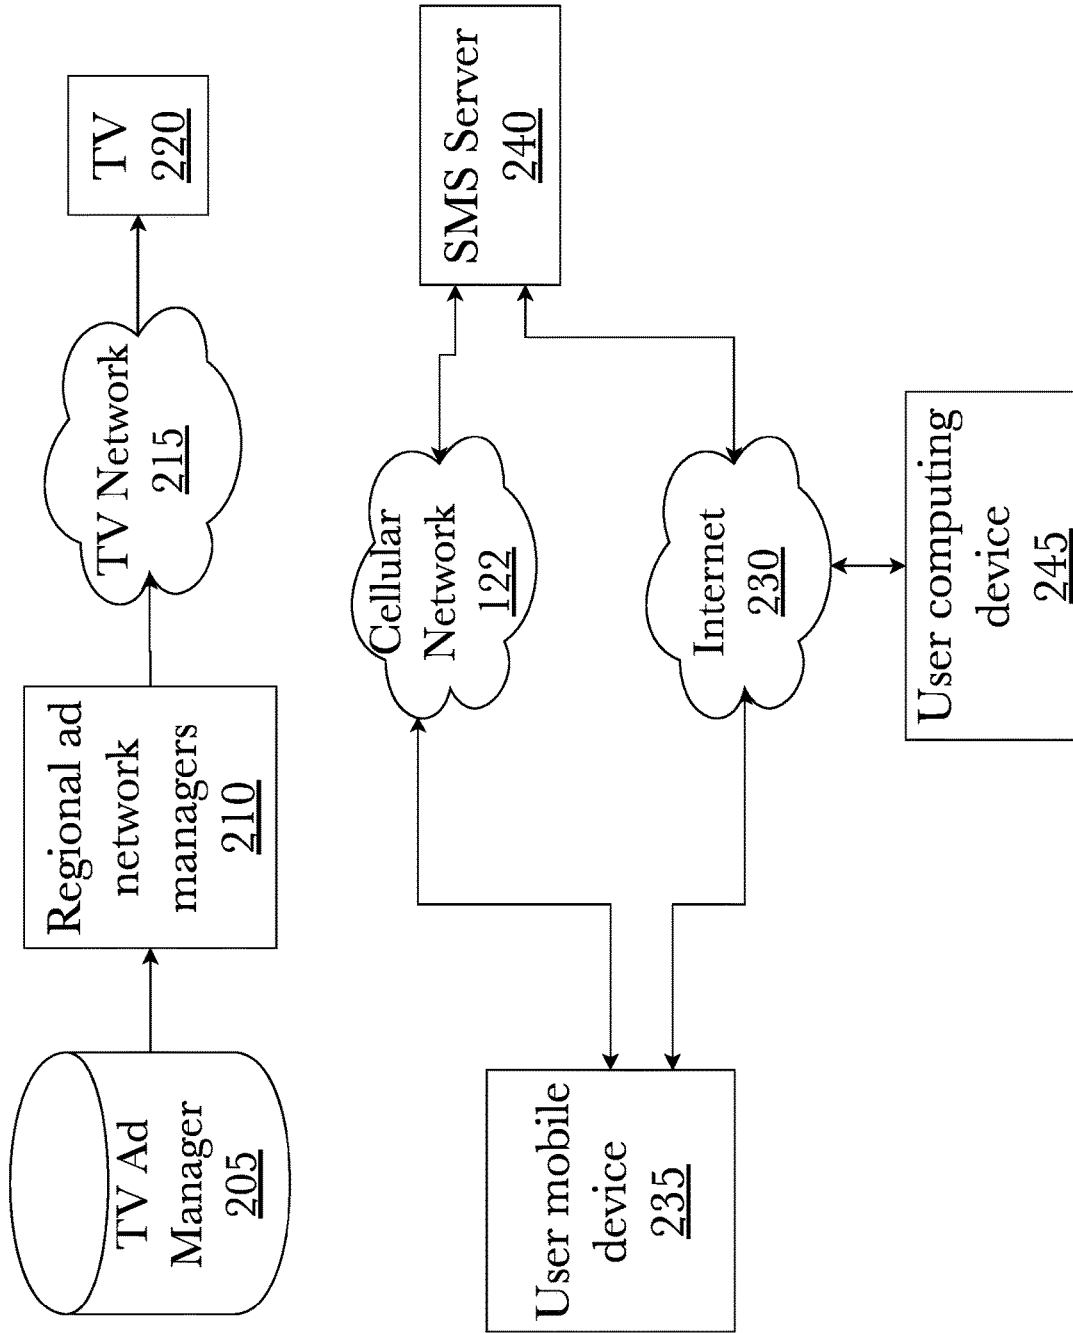 TV Ad
Manager
205
Regional ad
network
managers
210
TV Network
215
TV
220
User mobile
device
235
Cellular
Network
122
SMS Server
240
Internet
230
User computing
device
245